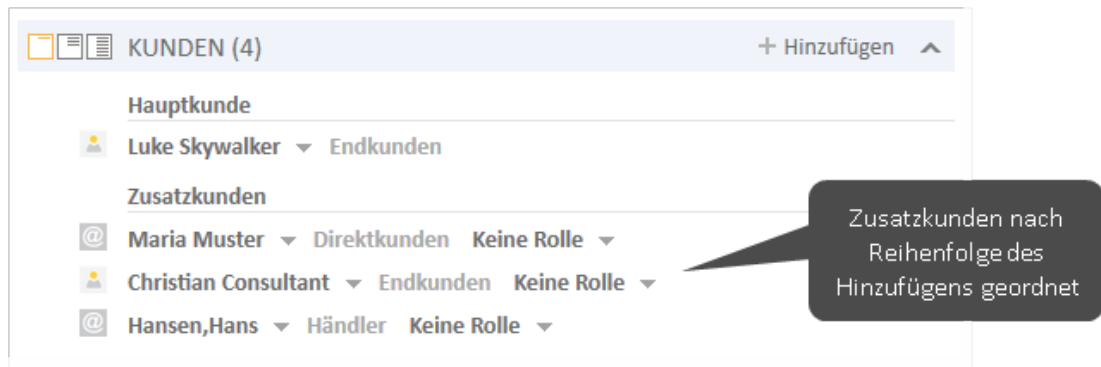 KUNDEN (4) + Hinzufügen
Hauptkunde
Luke Skywalker Endkunden
Zusatzkunden
@ Maria Muster Direktkunden Keine Rolle
Christian Consultant Endkunden Keine Rolle
@ Hansen,Hans Händler Keine Rolle
Zusatzkunden nach
Reihenfolge des
Hinzufügens geordnet